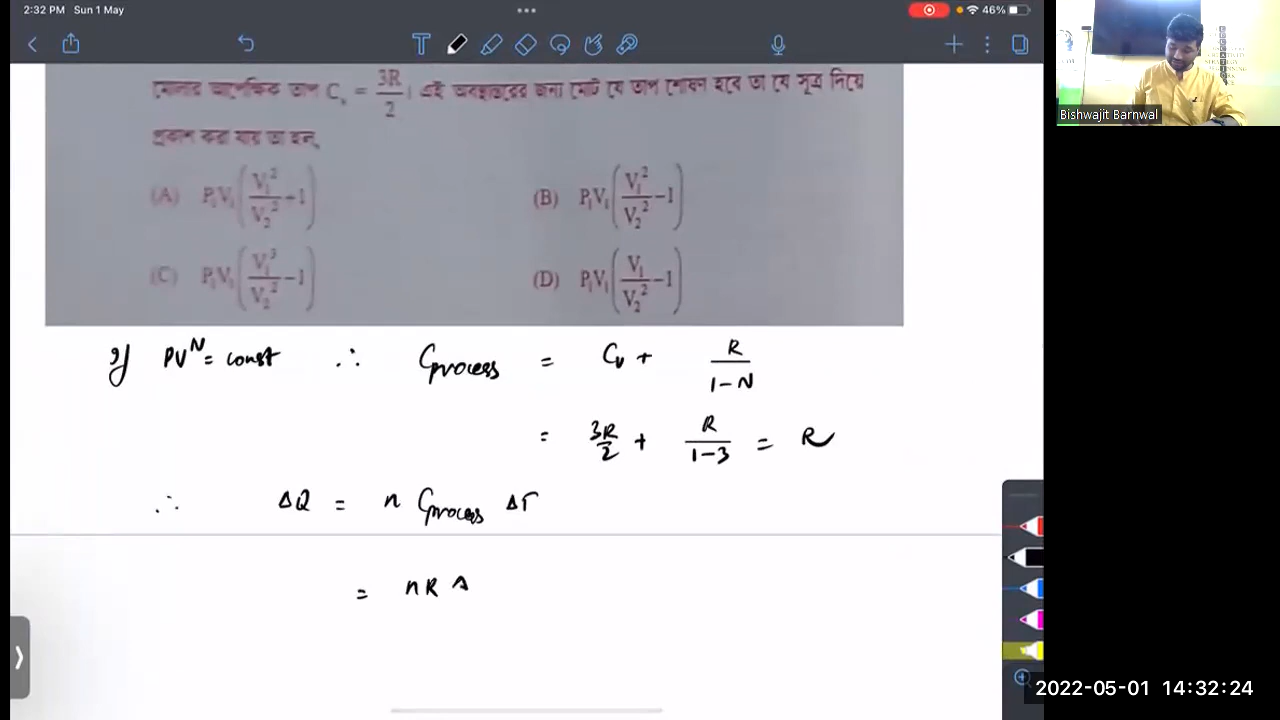 2:32 PM Sun 1 May
46%
Bishwajit Barnwal
মোলার আপেক্ষিক তাপ Cᵥ = 3R/2। এই অবস্থান্তরের জন্য মোট যে তাপ শোষণ হবে তা যে সূত্র দিয়ে
প্রকাশ করা যায় তা হল,
(A) P₁V₁(V₁²/V₂²+1) (B) P₁V₁(V₁²/V₂²−1)
(C) P₁V₁(V₁³/V₂²−1) (D) P₁V₁(V₁/V₂²−1)
If PVᴺ = const ∴ Cprocess = Cv + R/(1−N)
= 3R/2 + R/(1−3) = R
∴ ΔQ = n Cprocess ΔT
= nR Δ
2022-05-01 14:32:24